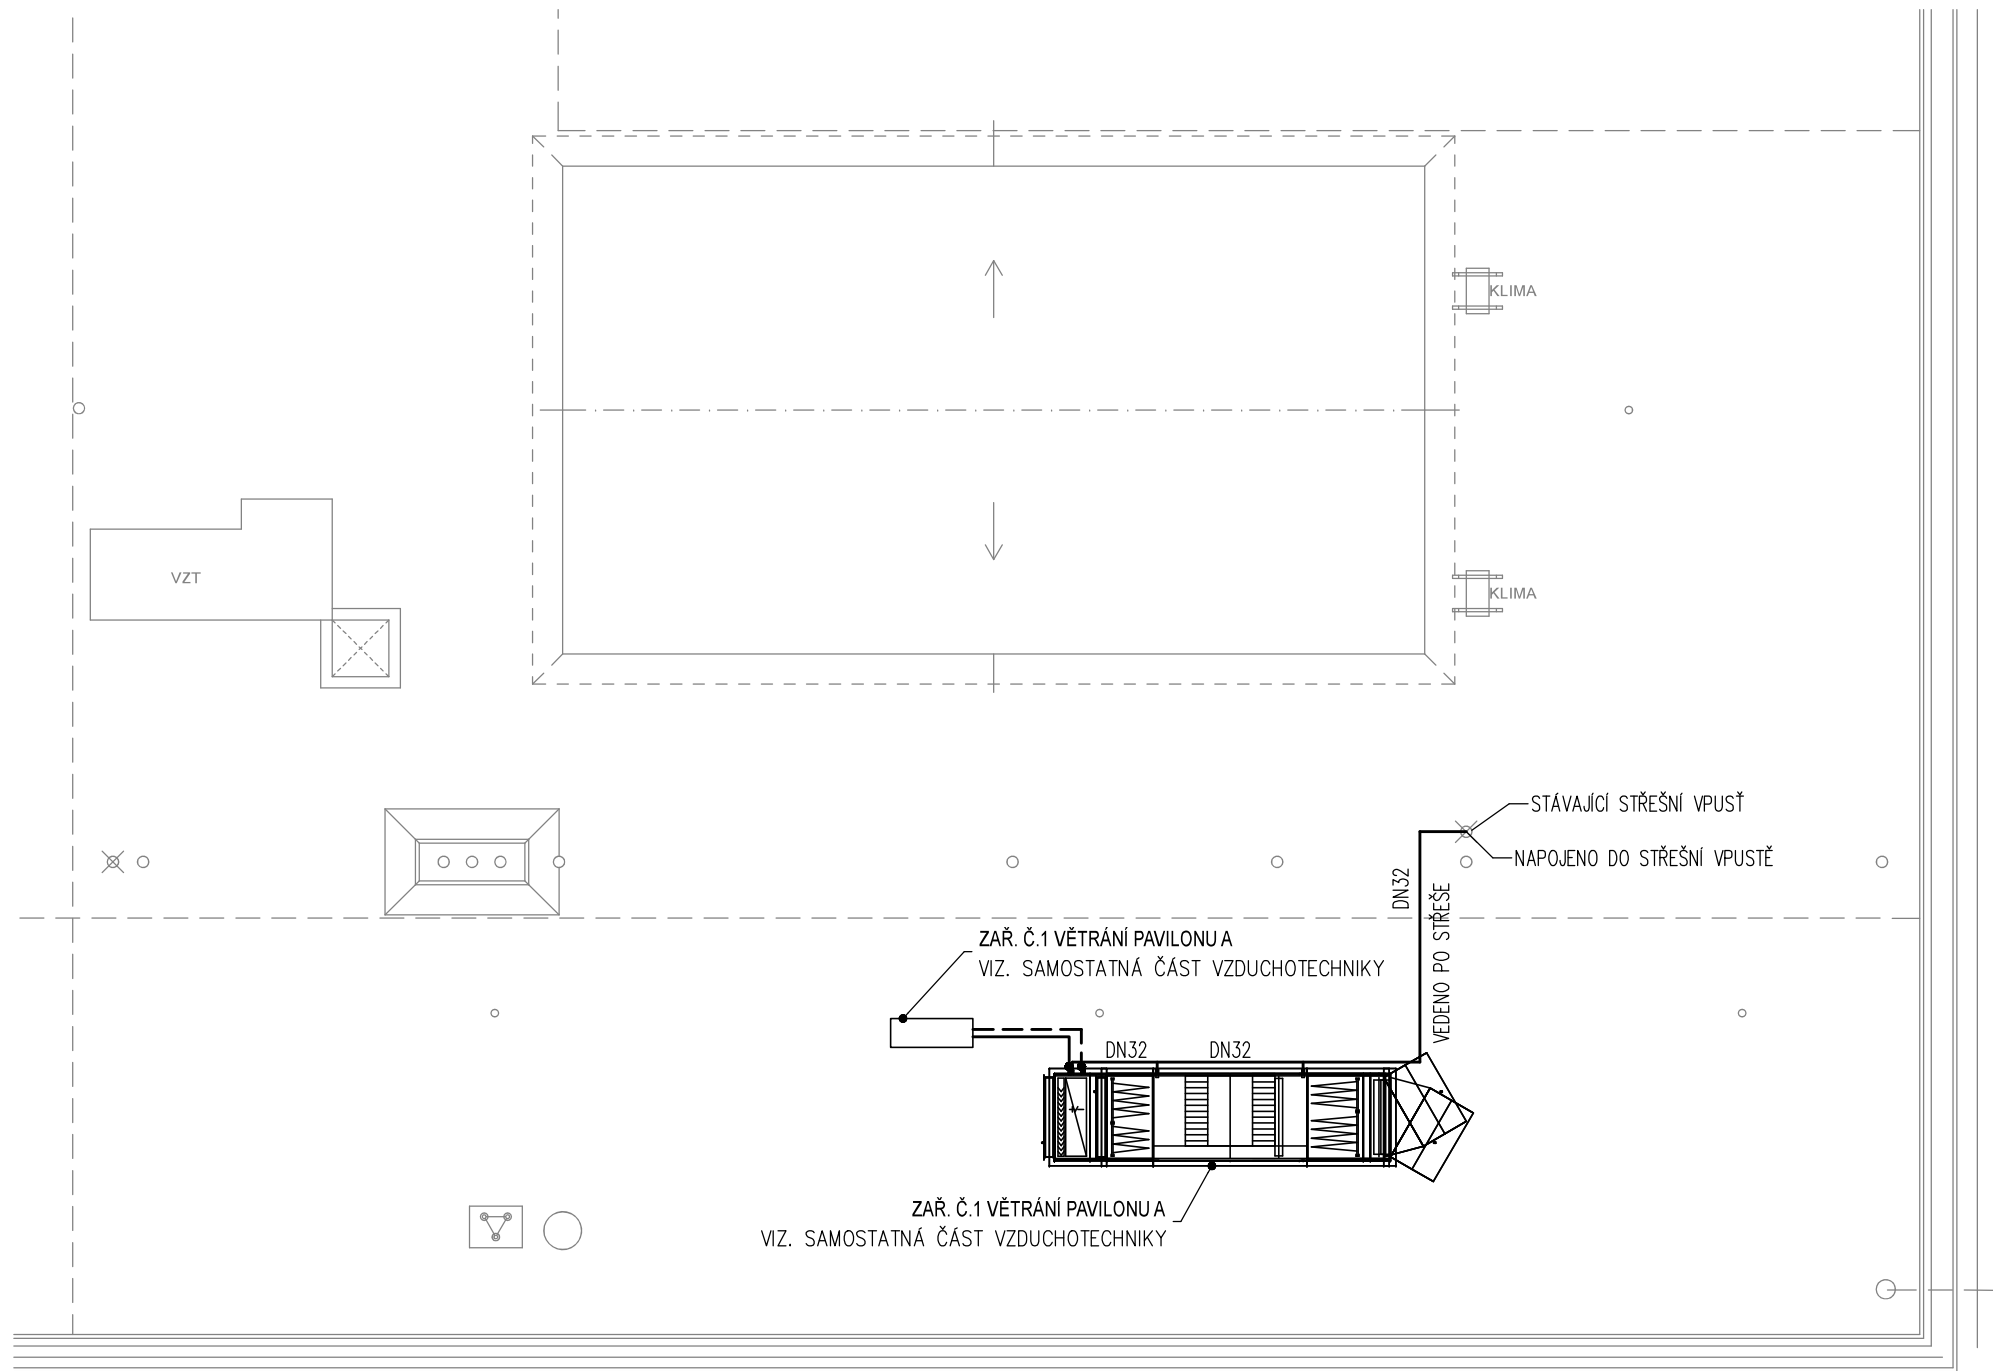 KLIMA
VZT
KLIMA
STÁVAJÍCÍ STŘEŠNÍ VPUSŤ
NAPOJENO DO STŘEŠNÍ VPUSTĚ
DN32
VEDENO PO STŘEŠE
ZAŘ. Č.1 VĚTRÁNÍ PAVILONU A
VIZ. SAMOSTATNÁ ČÁST VZDUCHOTECHNIKY
DN32
DN32
ZAŘ. Č.1 VĚTRÁNÍ PAVILONU A
VIZ. SAMOSTATNÁ ČÁST VZDUCHOTECHNIKY